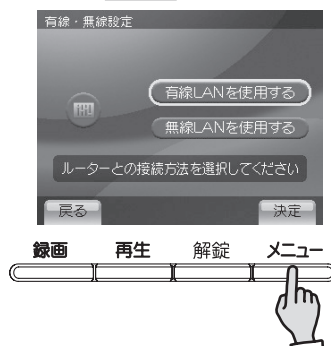 有線・無線設定
有線LANを使用する
無線LANを使用する
ルーターとの接続方法を選択してください
戻る 決定
録画 再生 解錠 メニュー